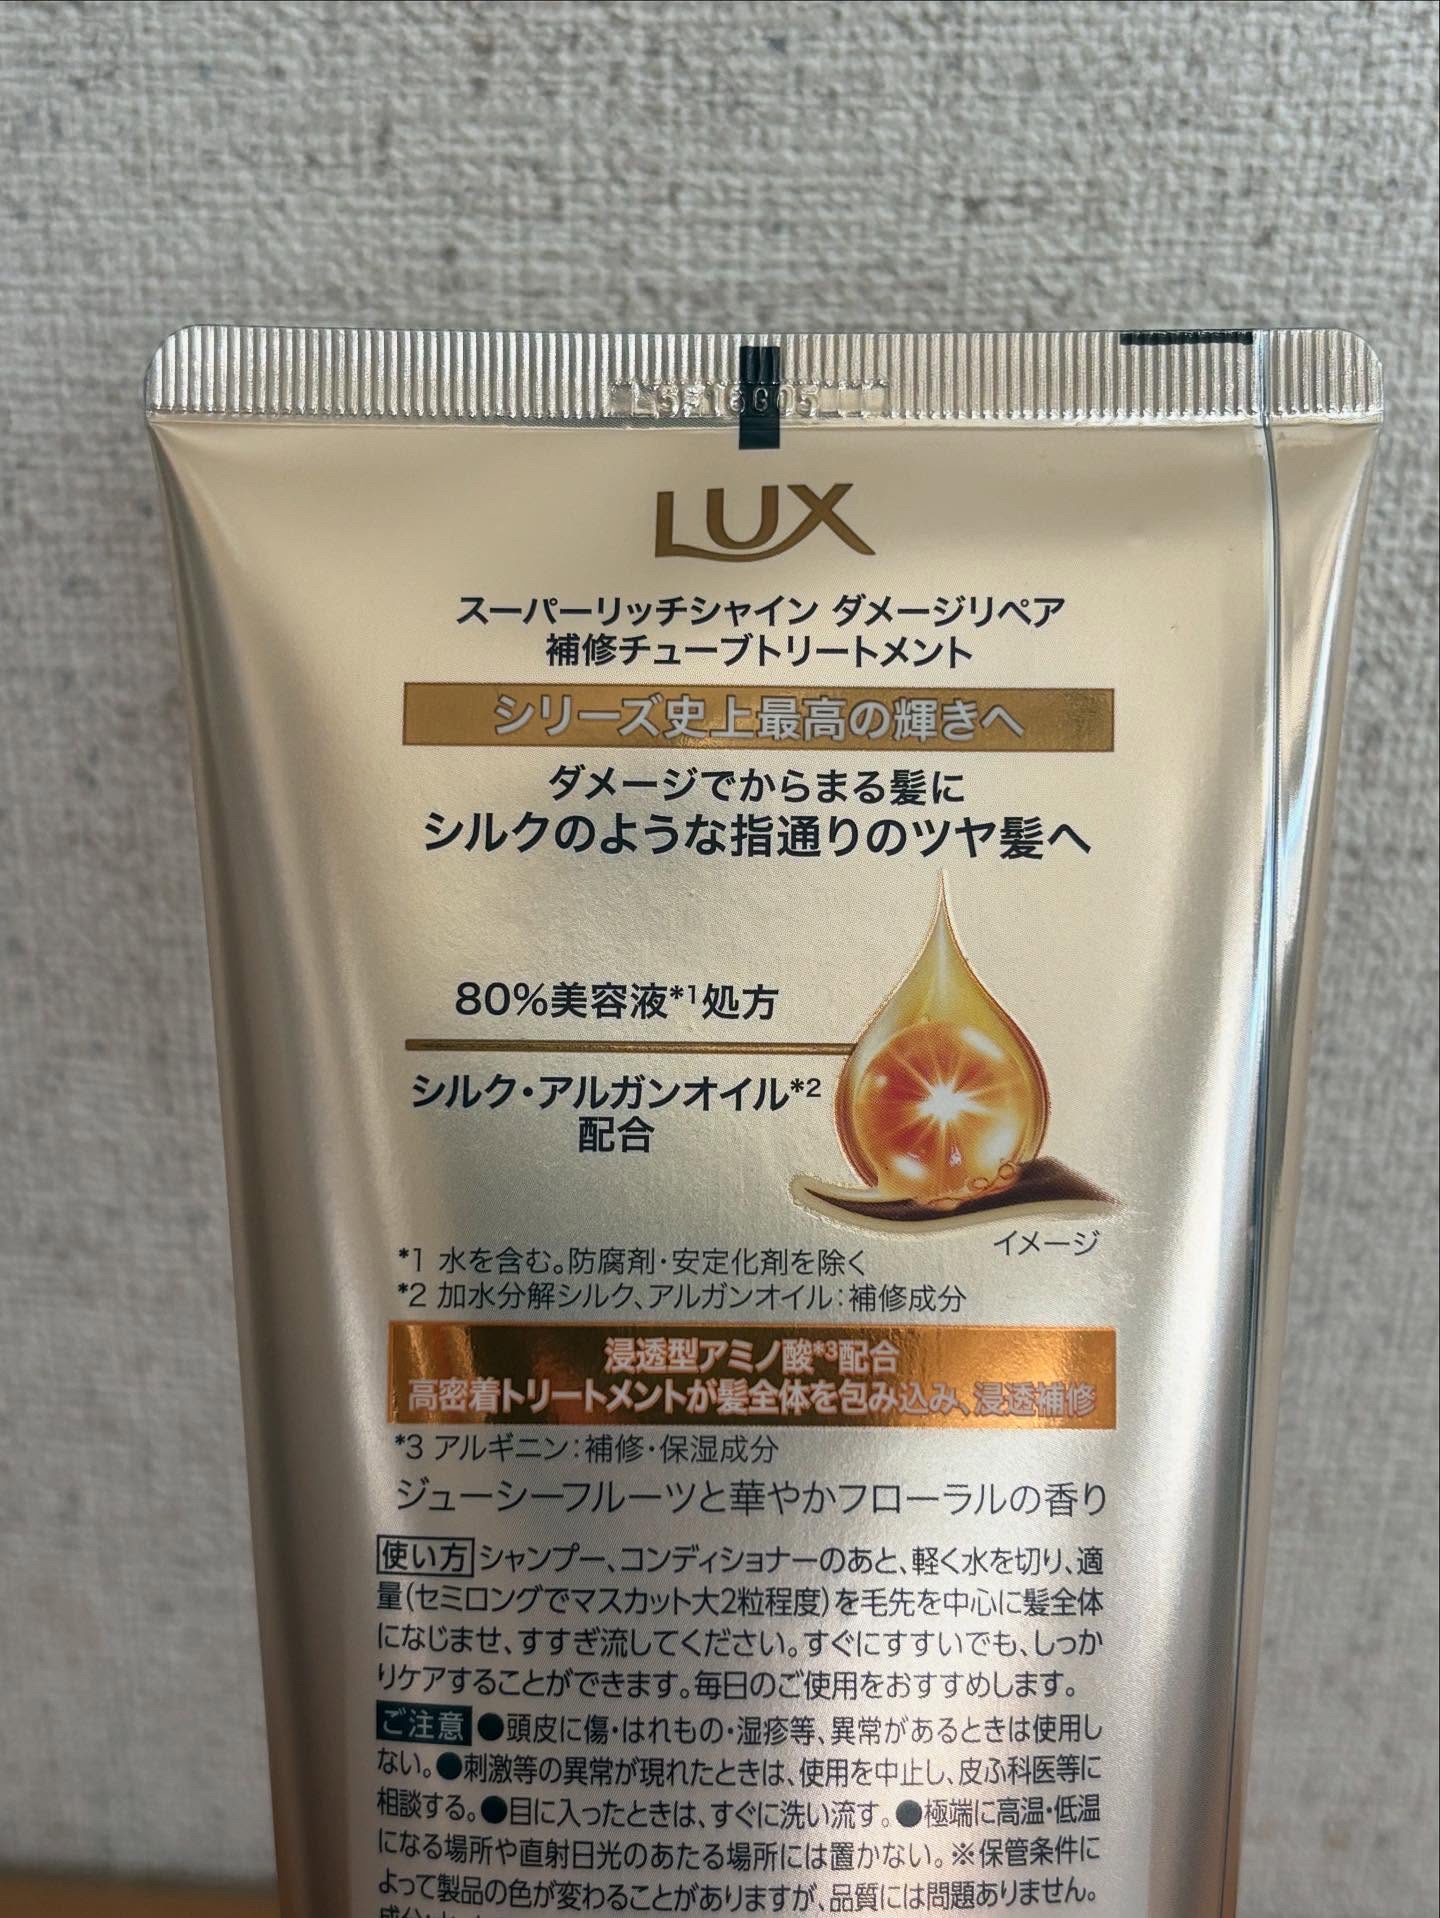 LUX
スーパーリッチシャイン ダメージリペア
補修チューブトリートメント
シリーズ史上最高の輝きへ
ダメージでからまる髪に
シルクのような指通りのツヤ髪へ
80%美容液*1処方
シルク・アルガンオイル*2
配合
イメージ
*1 水を含む。防腐剤・安定化剤を除く
*2 加水分解シルク、アルガンオイル:補修成分
浸透型アミノ酸*3配合
高密着トリートメントが髪全体を包み込み、浸透補修
*3 アルギニン:補修・保湿成分
ジューシーフルーツと華やかフローラルの香り
使い方 シャンプー、コンディショナーのあと、軽く水を切り、適
量(セミロングでマスカット大2粒程度)を毛先を中心に髪全体
になじませ、すすぎ流してください。すぐにすすいでも、しっか
りケアすることができます。毎日のご使用をおすすめします。
ご注意 ●頭皮に傷・はれもの・湿疹等、異常があるときは使用し
ない。●刺激等の異常が現れたときは、使用を中止し、皮ふ科医等に
相談する。●目に入ったときは、すぐに洗い流す。●極端に高温・低温
になる場所や直射日光のあたる場所には置かない。※保管条件に
よって製品の色が変わることがありますが、品質には問題ありません。